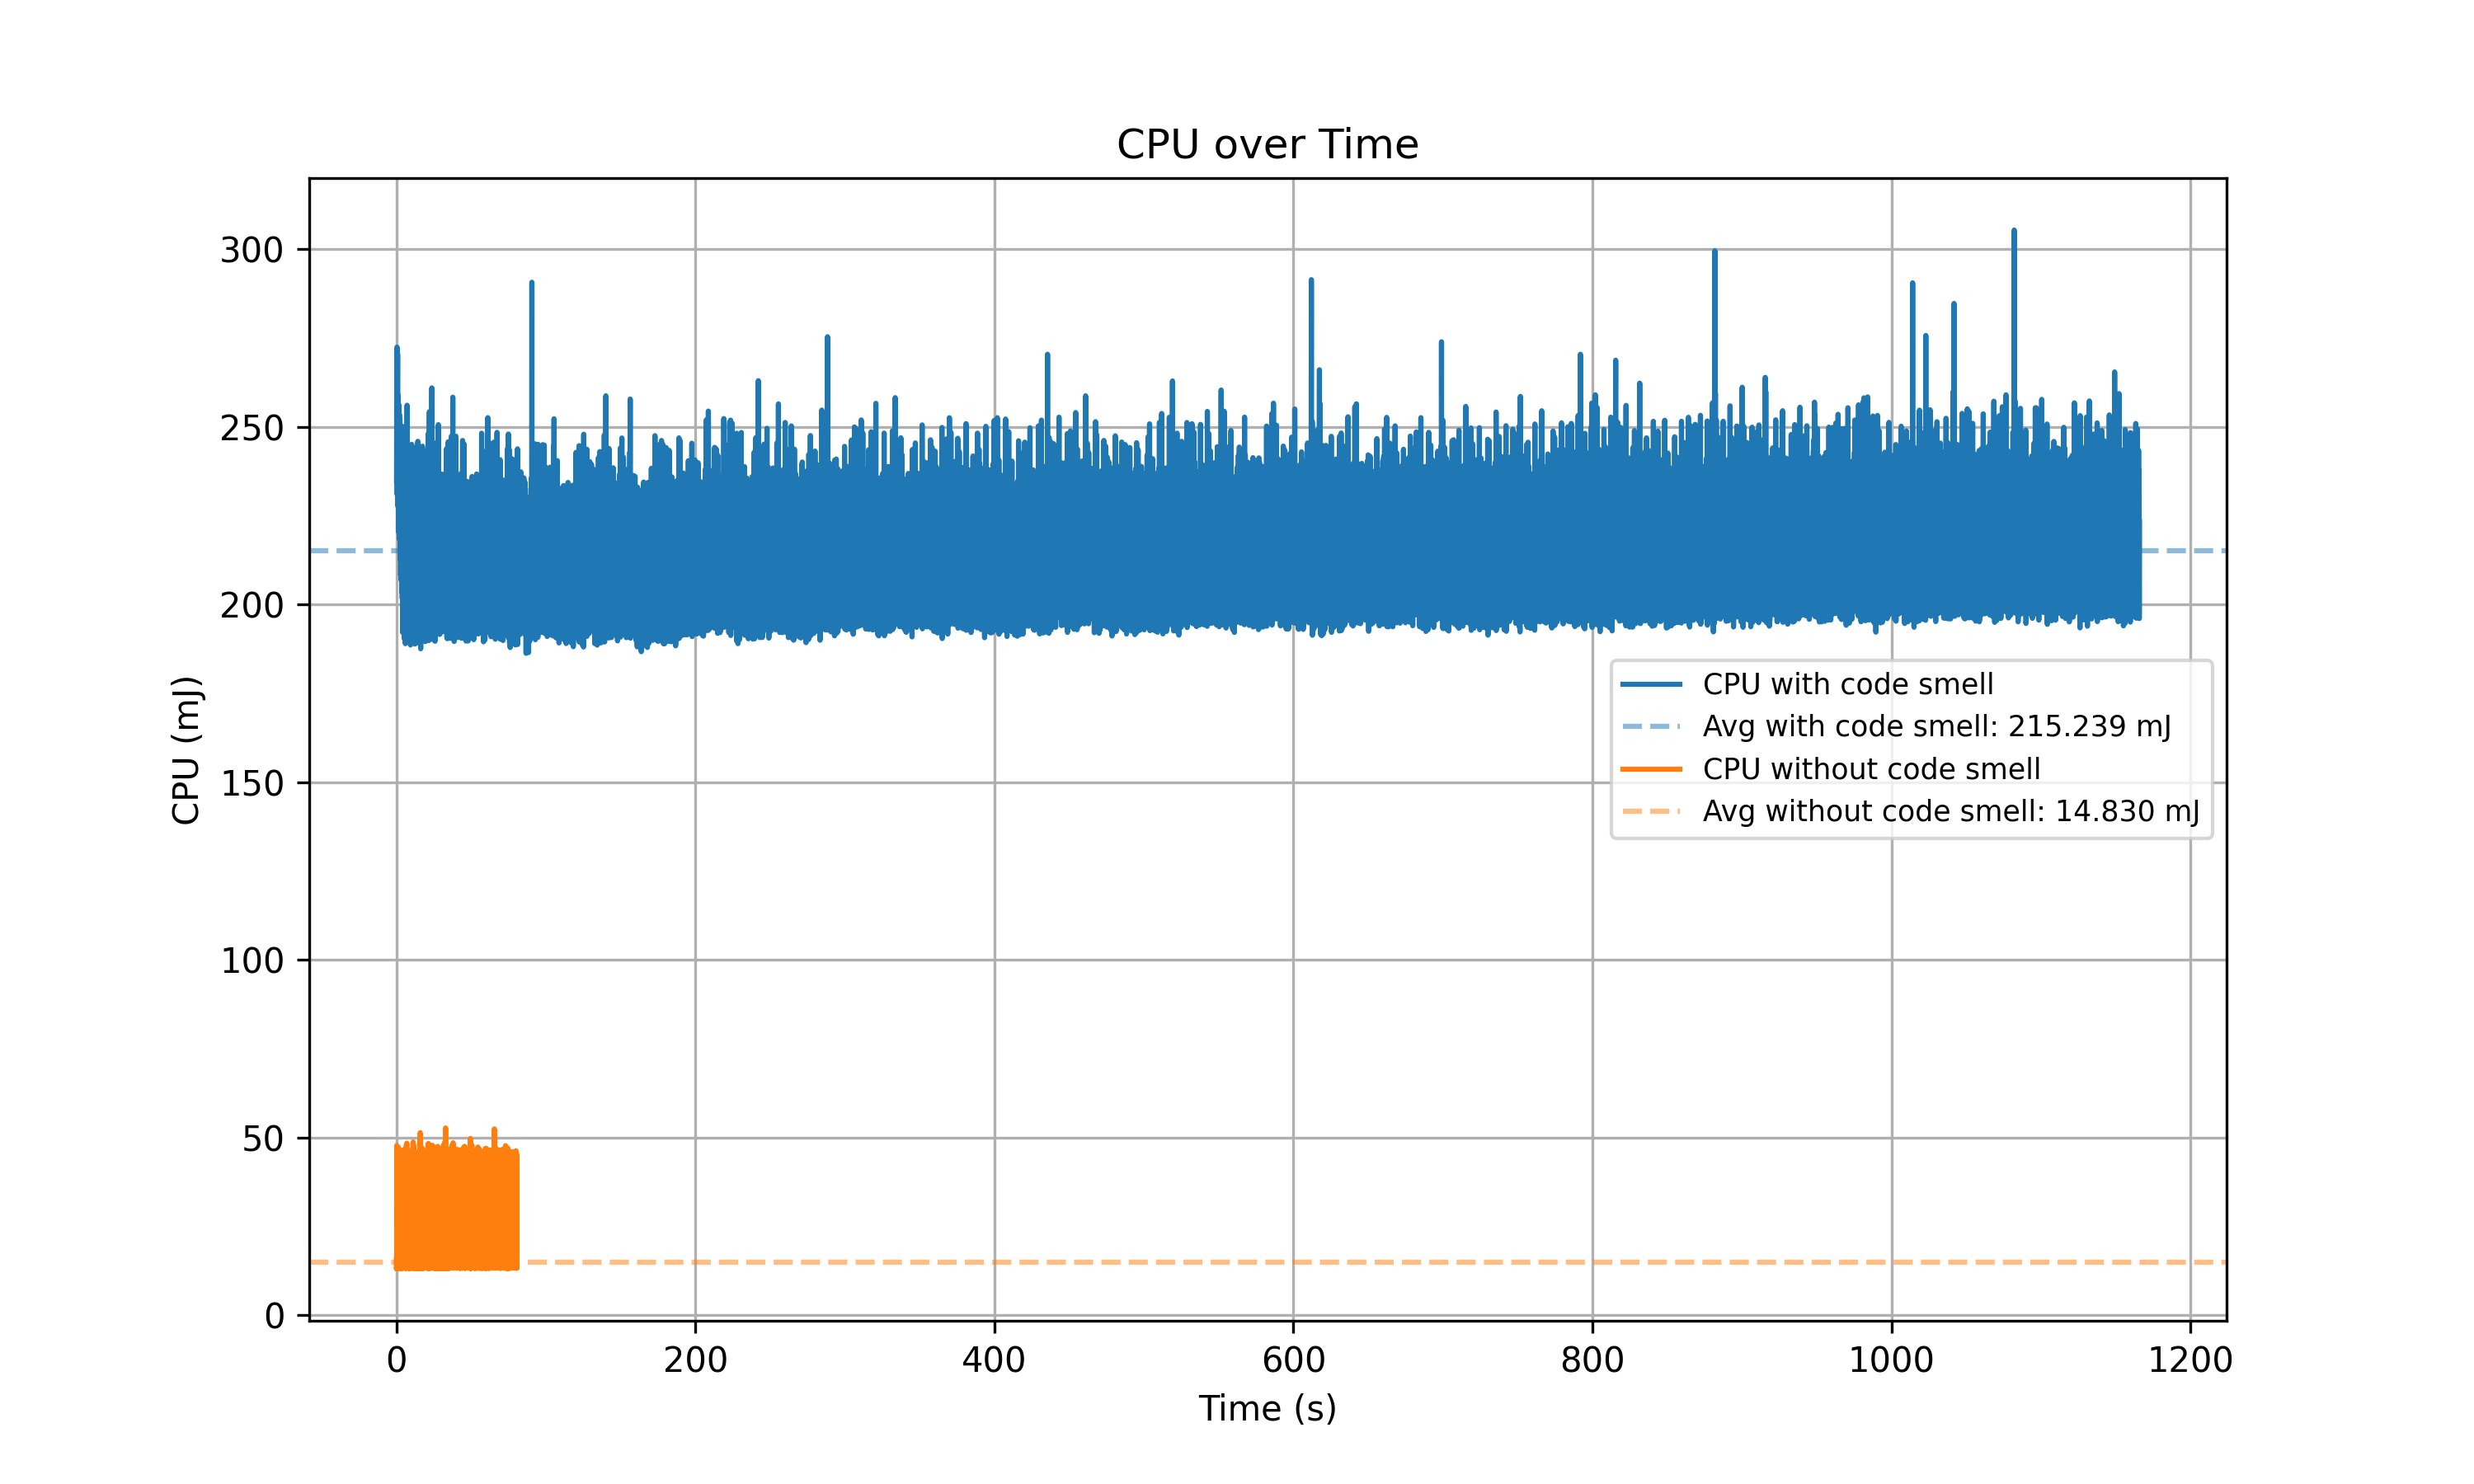 CPU over Time
300
250
200
150
100
50
0
CPU (mJ)
CPU with code smell
Avg with code smell: 215.239 mJ
CPU without code smell
Avg without code smell: 14.830 mJ
0 200 400 600 800 1000 1200
Time (s)